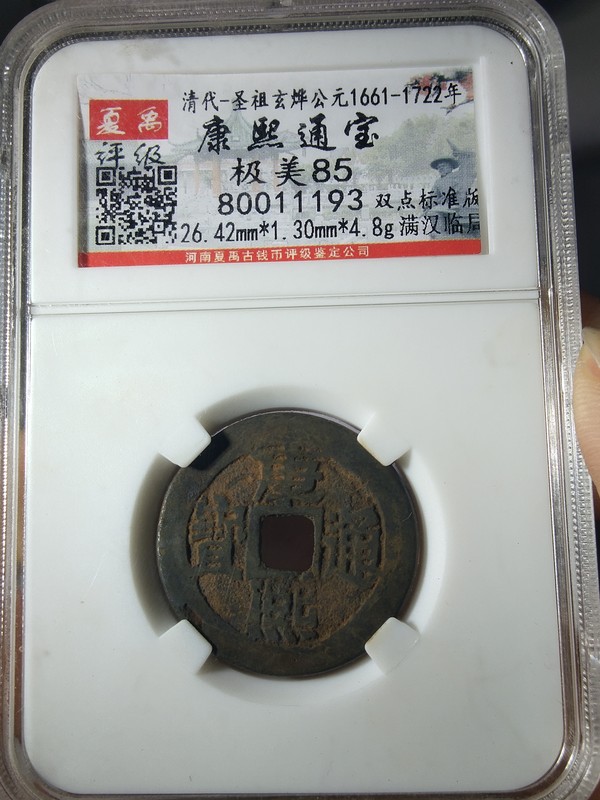 清代-圣祖玄烨公元1661-1722年
夏禹
评级
康熙通宝
极美85
80011193 双点标准版
26.42mm*1.30mm*4.8g 满汉临局
河南夏禹古钱币评级鉴定公司
康熙通寶